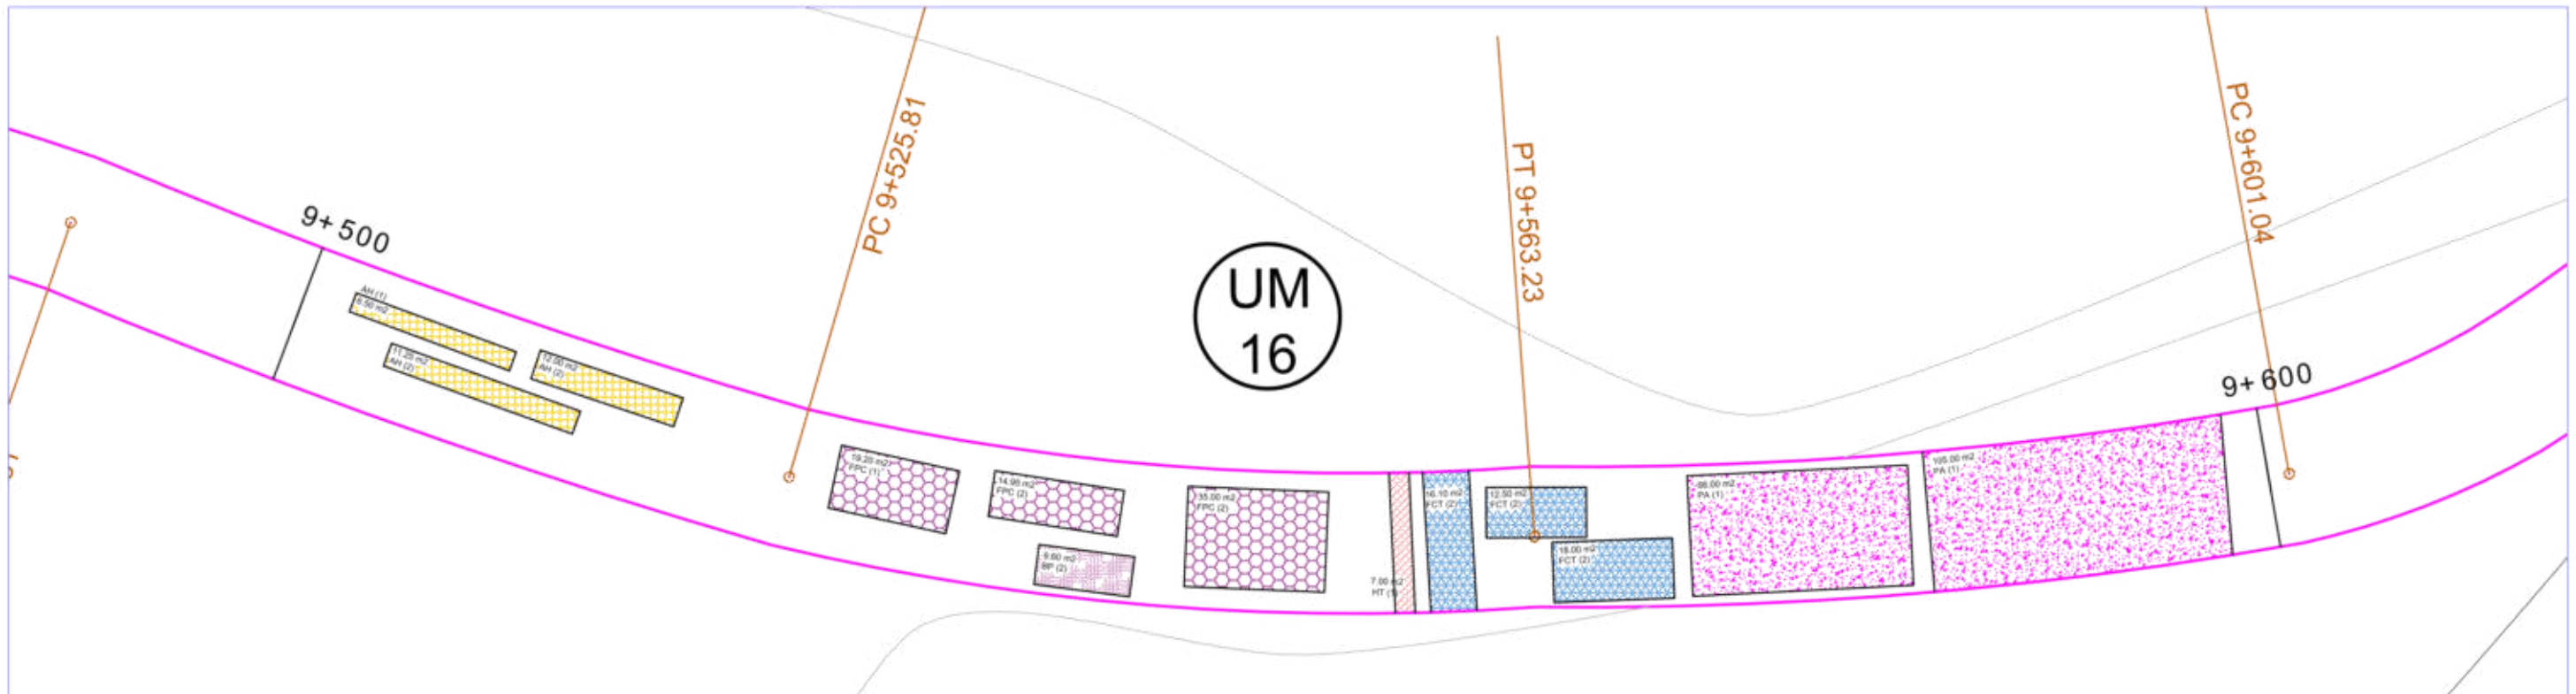 9+500
AH (1)
8.50 m2
11.25 m2
AH (2)
12.00 m2
AH (2)
PC 9+525.81
19.25 m2
FPC (1)
14.95 m2
FPC (2)
9.60 m2
BP (2)
UM
16
35.00 m2
FPC (2)
7.00 m2
HT (1)
16.10 m2
FCT (2)
PT 9+563.23
12.50 m2
FCT (2)
18.00 m2
FCT (2)
66.00 m2
PA (1)
105.00 m2
PA (1)
PC 9+601.04
9+600